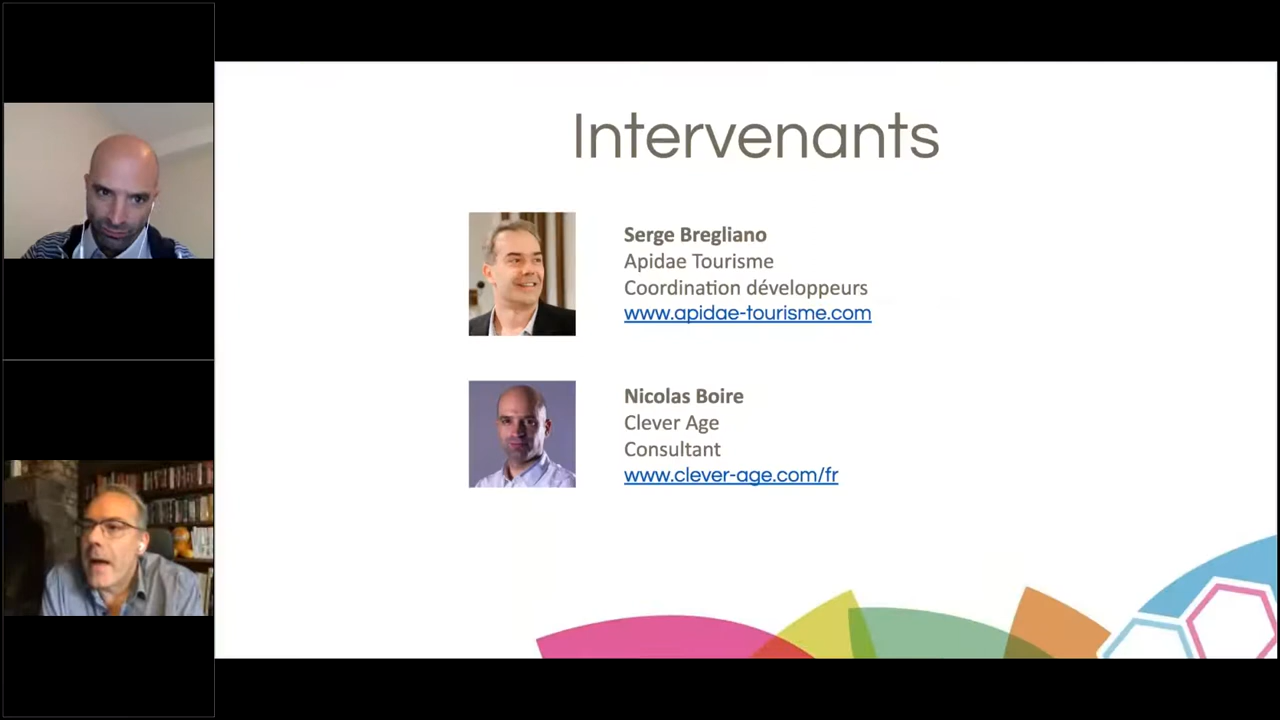 Intervenants
Serge Bregliano
Apidae Tourisme
Coordination développeurs
www.apidae-tourisme.com
Nicolas Boire
Clever Age
Consultant
www.clever-age.com/fr